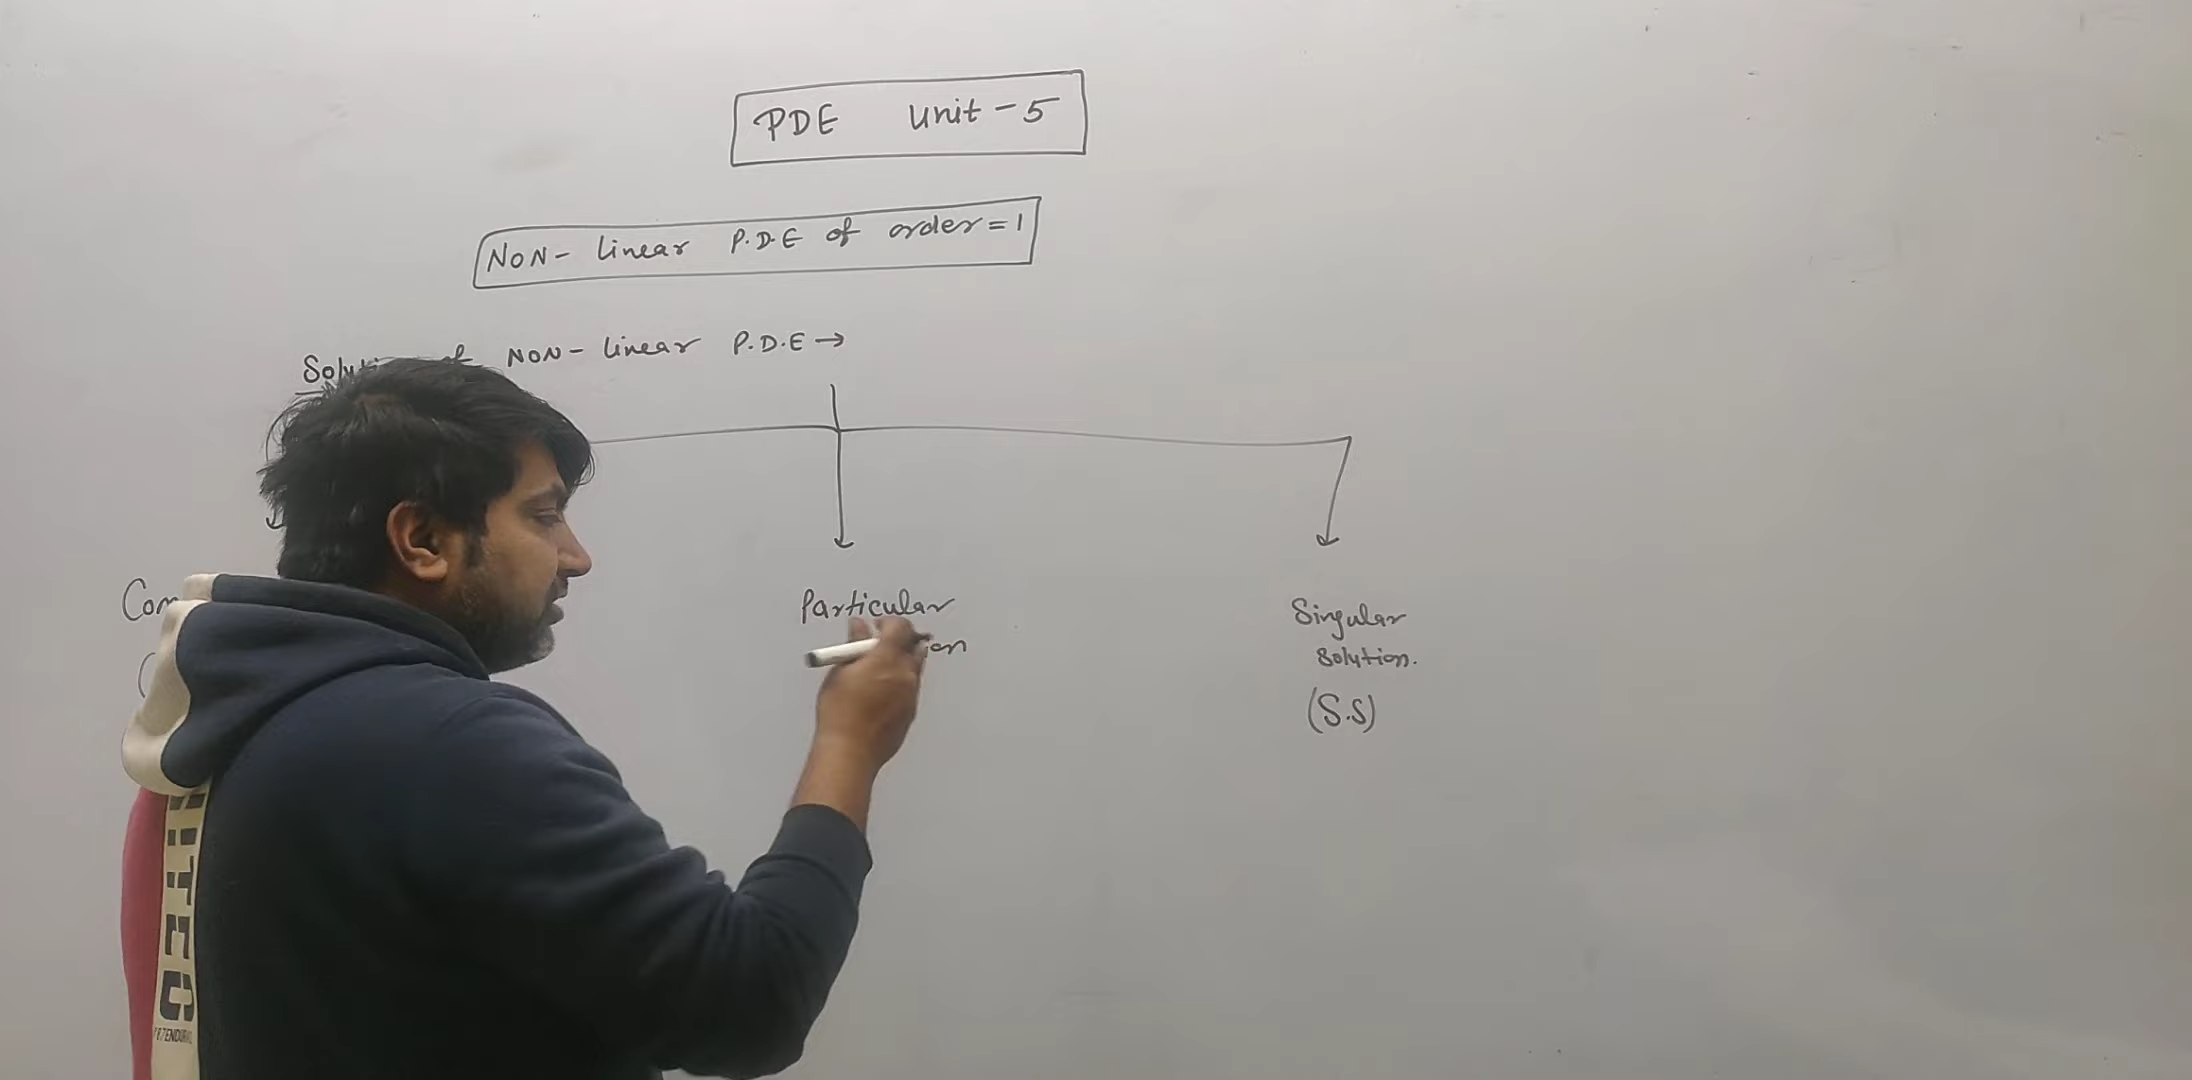 PDE Unit-5
NON- linear P.D.E of order=1
NON- linear P.D.E →
Particular
Singular
Solution.
(S.S)